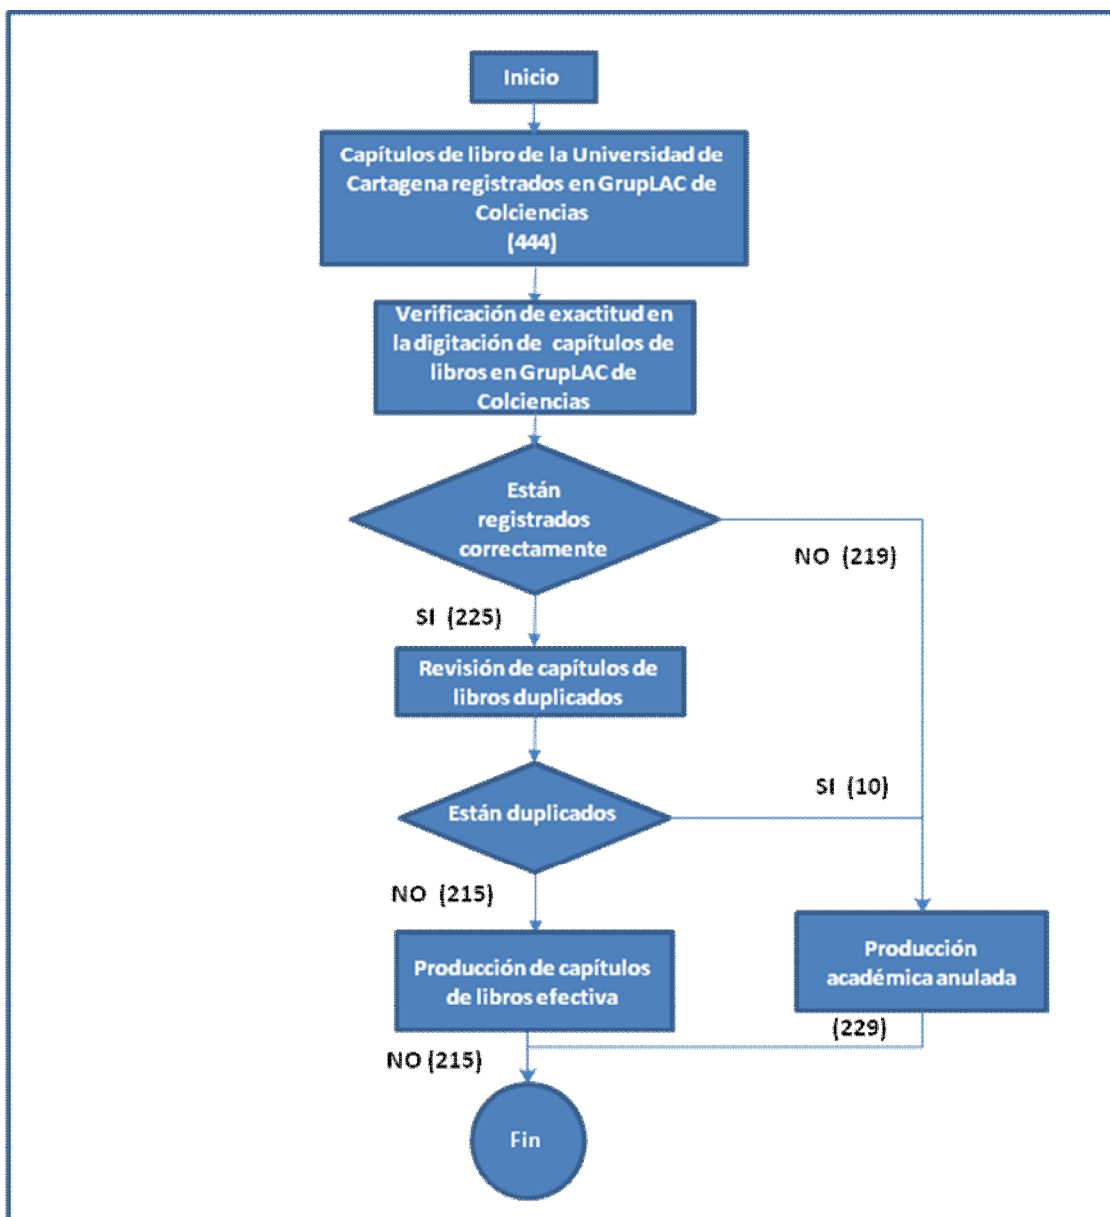 Inicio
Capítulos de libro de la Universidad de
Cartagena registrados en GrupLAC de
Colciencias
(444)
Verificación de exactitud en
la digitación de capítulos de
libros en GrupLAC de
Colciencias
Están
registrados
correctamente
NO (219)
SI (225)
Revisión de capítulos de
libros duplicados
SI (10)
Están duplicados
NO (215)
Producción de capítulos
de libros efectiva
Producción
académica anulada
(229)
NO (215)
Fin